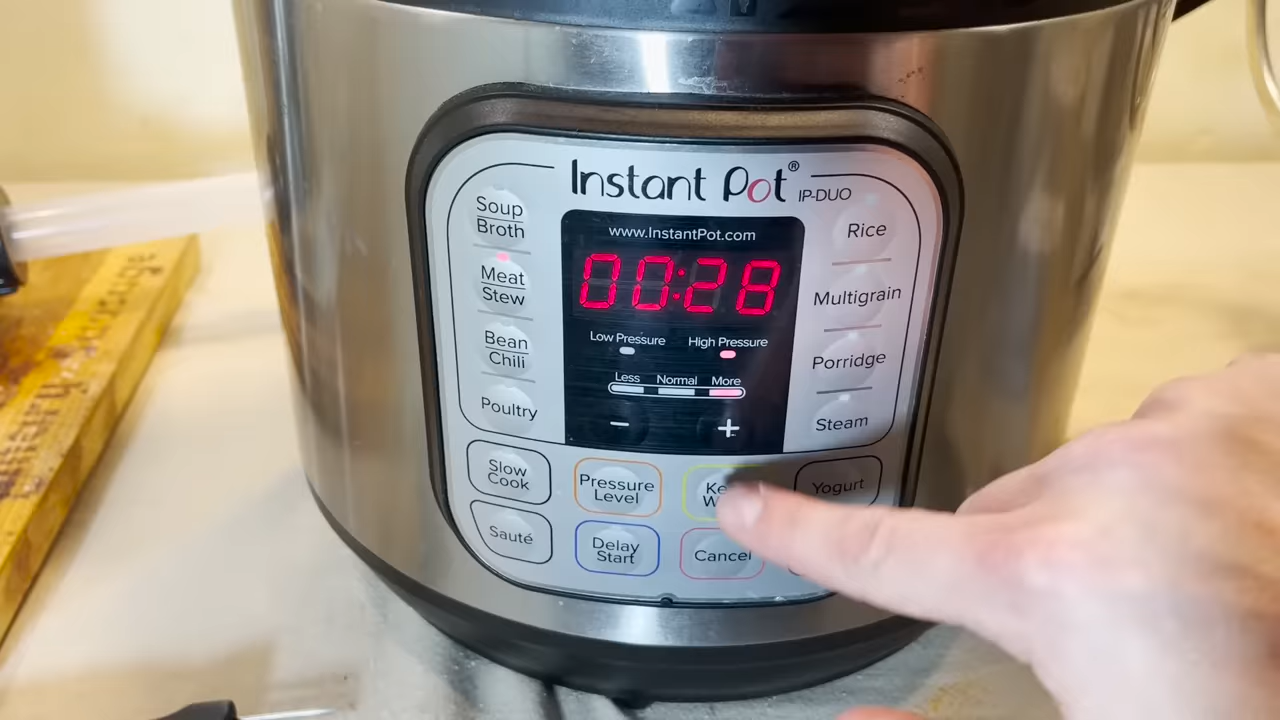 Instant Pot® IP-DUO
www.InstantPot.com
00:28
Low Pressure High Pressure
Less Normal More
− +
Soup
Broth
Meat
Stew
Bean
Chili
Poultry
Rice
Multigrain
Porridge
Steam
Slow
Cook
Sauté
Pressure
Level
Delay
Start
Cancel
Yogurt